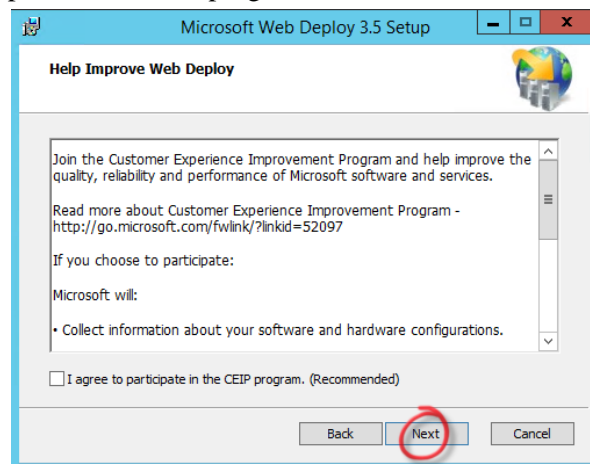 Microsoft Web Deploy 3.5 Setup
Help Improve Web Deploy
Join the Customer Experience Improvement Program and help improve the
quality, reliability and performance of Microsoft software and services.
Read more about Customer Experience Improvement Program -
http://go.microsoft.com/fwlink/?linkid=52097
If you choose to participate:
Microsoft will:
• Collect information about your software and hardware configurations.
I agree to participate in the CEIP program. (Recommended)
Back Next Cancel